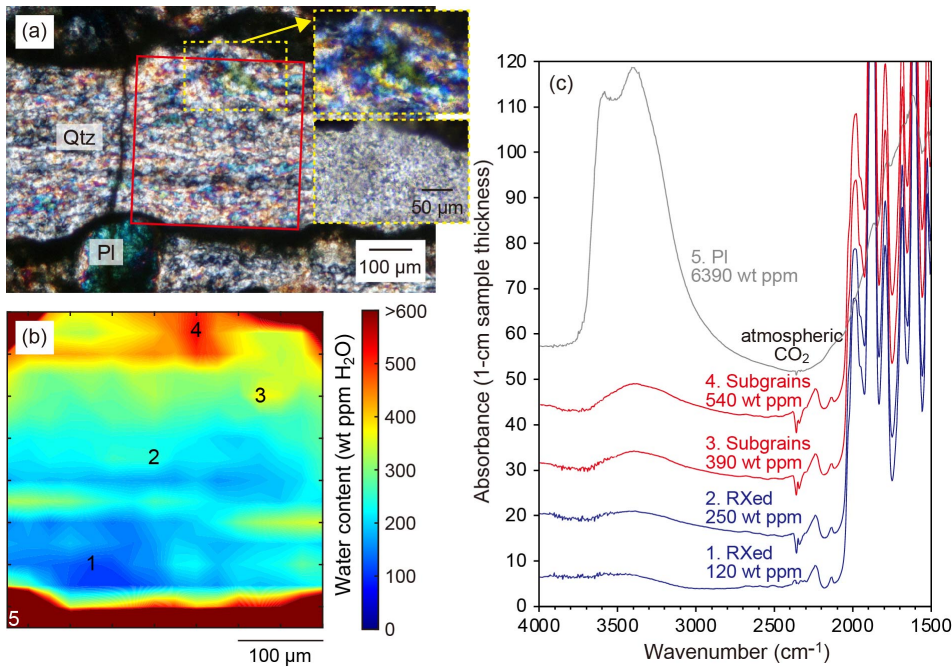 (a)
Qtz
Pl
50 µm
100 µm
(b)
4
3
2
1
5
100 µm
>600
500
400
300
200
100
0
Water content (wt ppm H₂O)
(c)
120
110
100
90
80
70
60
50
40
30
20
10
0
Absorbance (1-cm sample thickness)
5. Pl
6390 wt ppm
atmospheric
CO₂
4. Subgrains
540 wt ppm
3. Subgrains
390 wt ppm
2. RXed
250 wt ppm
1. RXed
120 wt ppm
4000
3500
3000
2500
2000
1500
Wavenumber (cm⁻¹)